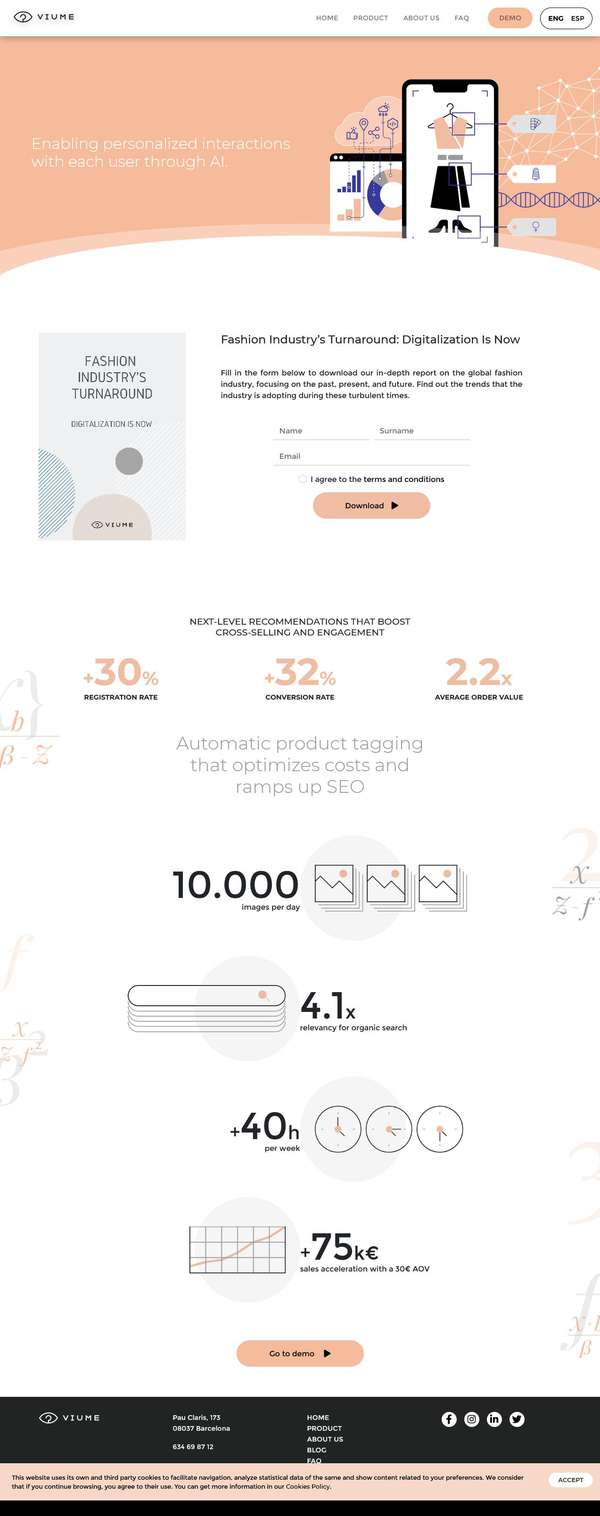 VIUME
HOME PRODUCT ABOUT US FAQ DEMO ENG ESP
Enabling personalized interactions
with each user through AI.
FASHION
INDUSTRY'S
TURNAROUND
DIGITALIZATION IS NOW
VIUME
Fashion Industry's Turnaround: Digitalization Is Now
Fill in the form below to download our in-depth report on the global fashion
industry, focusing on the past, present, and future. Find out the trends that the
industry is adopting during these turbulent times.
Name Surname
Email
I agree to the terms and conditions
Download
NEXT-LEVEL RECOMMENDATIONS THAT BOOST
CROSS-SELLING AND ENGAGEMENT
+30% +32% 2.2x
REGISTRATION RATE CONVERSION RATE AVERAGE ORDER VALUE
Automatic product tagging
that optimizes costs and
ramps up SEO
10.000
images per day
4.1x
relevancy for organic search
+40h
per week
+75k€
sales acceleration with a 30€ AOV
Go to demo
VIUME
Pau Claris, 173
08037 Barcelona
634 69 87 12
HOME
PRODUCT
ABOUT US
BLOG
FAQ
This website uses its own and third party cookies to facilitate navigation, analyze statistical data of the same and show content related to your preferences. We consider
that if you continue browsing, you agree to their use. You can get more information in our Cookies Policy.
ACCEPT